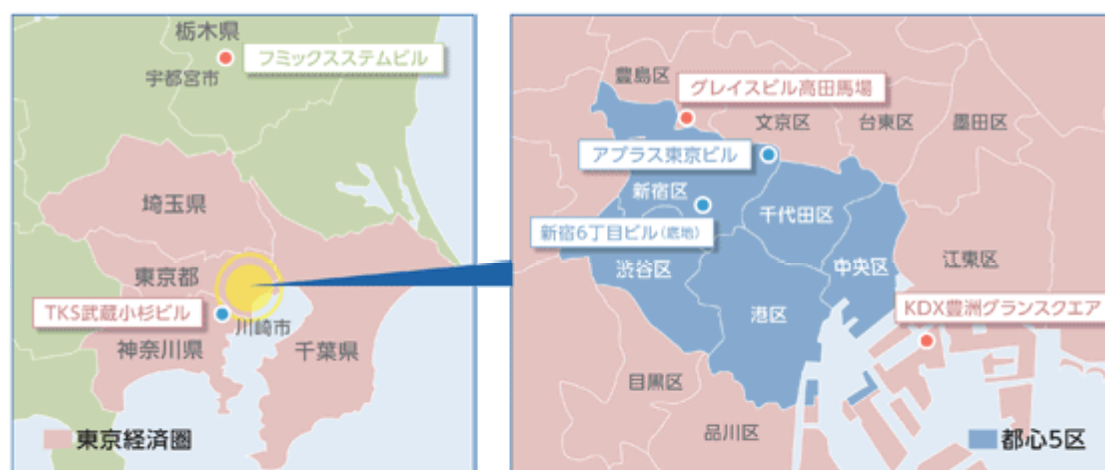 栃木県
フミックスステムビル
宇都宮市
埼玉県
東京都
TKS武蔵小杉ビル
川崎市
神奈川県
千葉県
東京経済圏
豊島区
グレイスビル高田馬場
文京区
台東区
墨田区
アプラス東京ビル
新宿区
千代田区
新宿6丁目ビル(底地)
渋谷区
中央区
江東区
港区
KDX豊洲グランスクエア
目黒区
品川区
都心5区